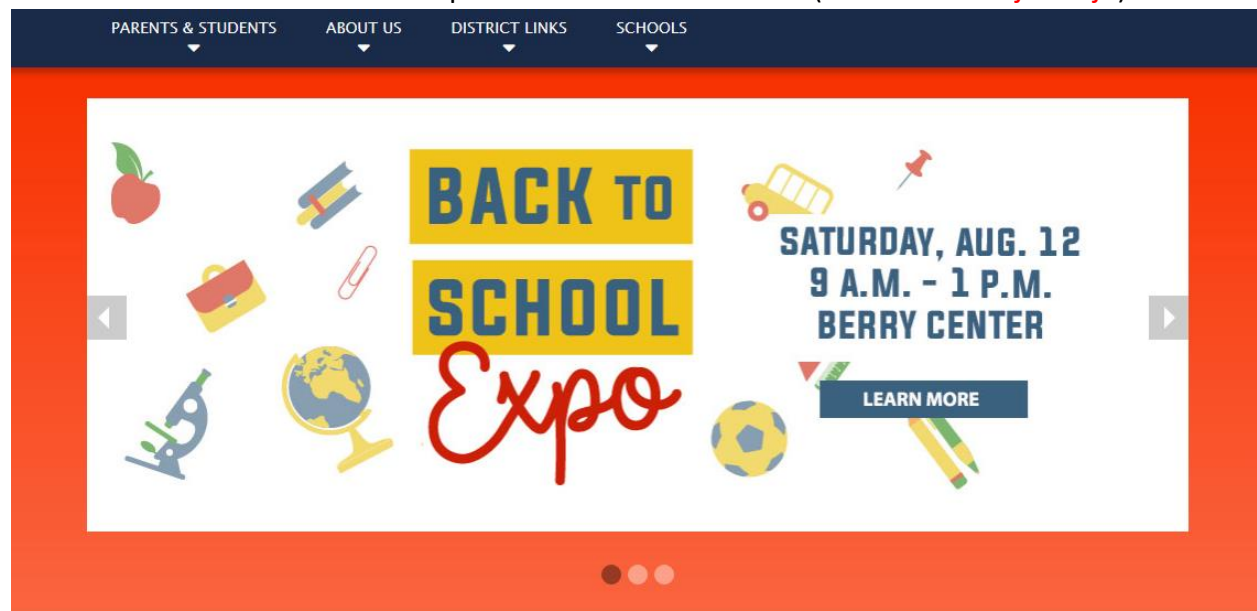 PARENTS & STUDENTS ABOUT US DISTRICT LINKS SCHOOLS
BACK TO
SCHOOL
Expo
SATURDAY, AUG. 12
9 A.M. - 1 P.M.
BERRY CENTER
LEARN MORE